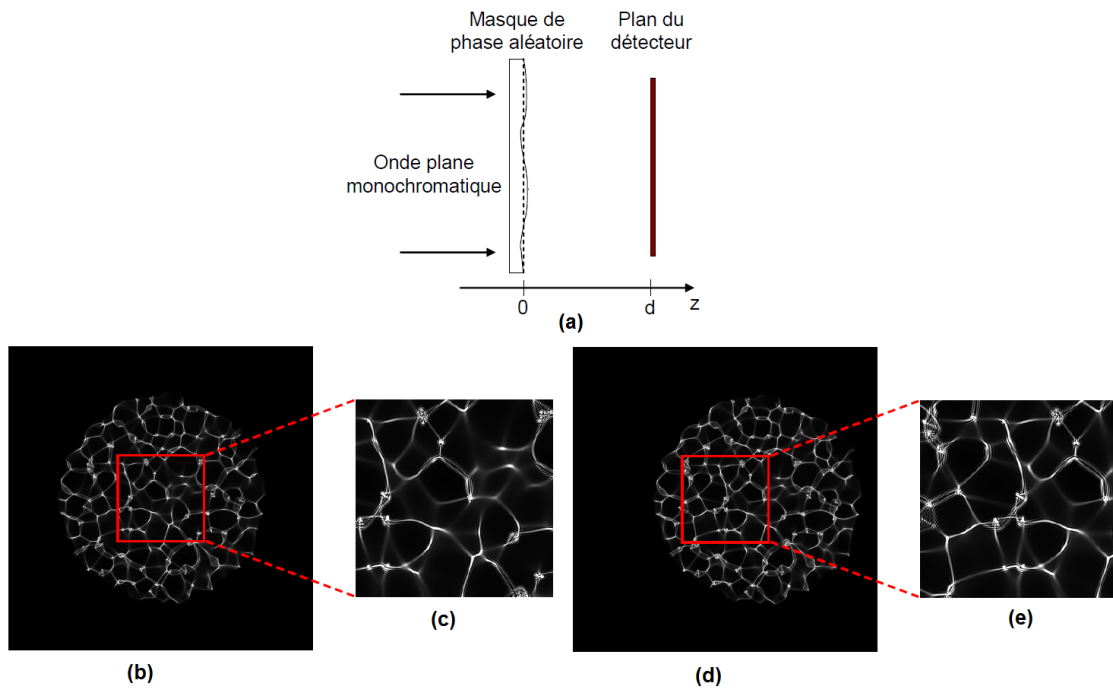 Masque de
phase aléatoire
Plan du
détecteur
Onde plane
monochromatique
0
d
z
(a)
(b)
(c)
(d)
(e)